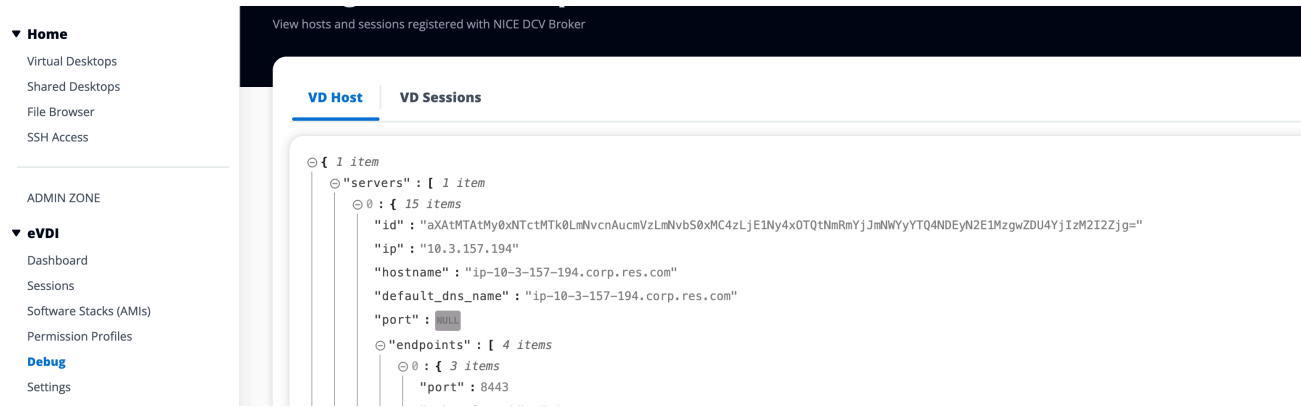 View hosts and sessions registered with NICE DCV Broker
Home
Virtual Desktops
Shared Desktops
File Browser
SSH Access
ADMIN ZONE
eVDI
Dashboard
Sessions
Software Stacks (AMIs)
Permission Profiles
Debug
Settings
VD Host
VD Sessions
{ 1 item
"servers" : [ 1 item
0 : { 15 items
"id" : "aXAtMTAtMy0xNTctMTk0LmNvcnAucmVzLmNvbS0xMC4zLjE1Ny4xOTQtNmRmYjJmNWYyYTQ4NDEyN2E1MzgwZDU4YjIzM2I2Zjg="
"ip" : "10.3.157.194"
"hostname" : "ip-10-3-157-194.corp.res.com"
"default_dns_name" : "ip-10-3-157-194.corp.res.com"
"port" : NULL
"endpoints" : [ 4 items
0 : { 3 items
"port" : 8443